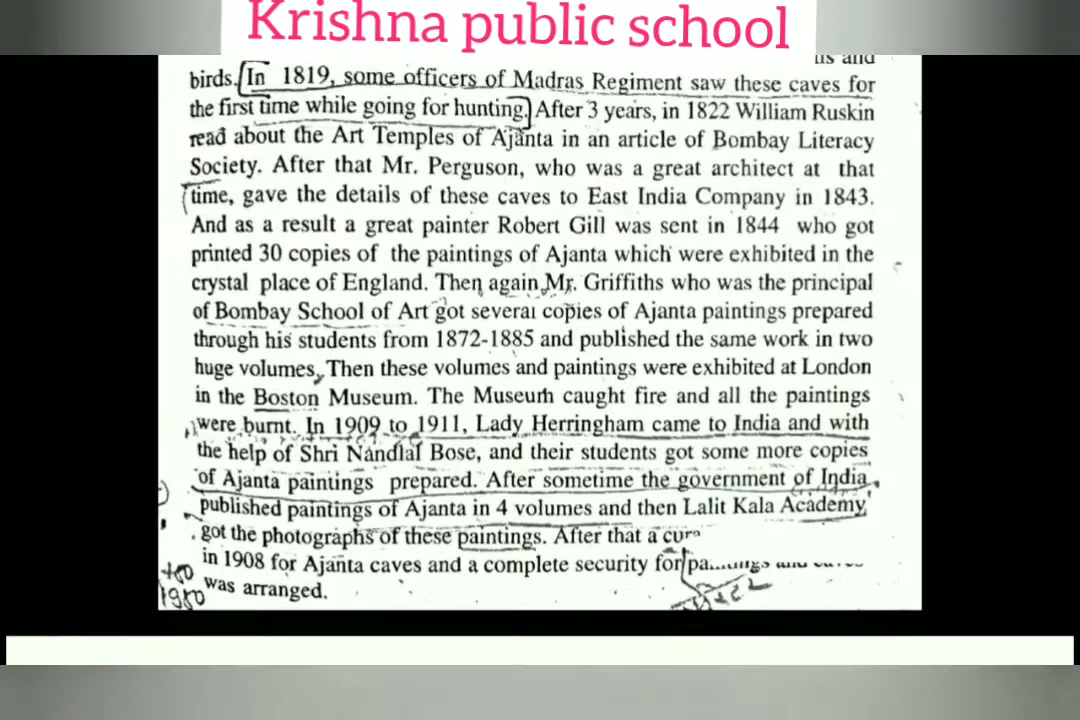 Krishna public school
and
birds. In 1819, some officers of Madras Regiment saw these caves for
the first time while going for hunting. After 3 years, in 1822 William Ruskin
read about the Art Temples of Ajanta in an article of Bombay Literacy
Society. After that Mr. Perguson, who was a great architect at that
time, gave the details of these caves to East India Company in 1843.
And as a result a great painter Robert Gill was sent in 1844 who got
printed 30 copies of the paintings of Ajanta which were exhibited in the
crystal place of England. Then again Mr. Griffiths who was the principal
of Bombay School of Art got several copies of Ajanta paintings prepared
through his students from 1872-1885 and published the same work in two
huge volumes, Then these volumes and paintings were exhibited at London
in the Boston Museum. The Museum caught fire and all the paintings
were burnt. In 1909 to 1911, Lady Herringham came to India and with
the help of Shri Nandlal Bose, and their students got some more copies
of Ajanta paintings prepared. After sometime the government of India
published paintings of Ajanta in 4 volumes and then Lalit Kala Academy
got the photographs of these paintings. After that a
in 1908 for Ajanta caves and a complete security for
was arranged.
1950